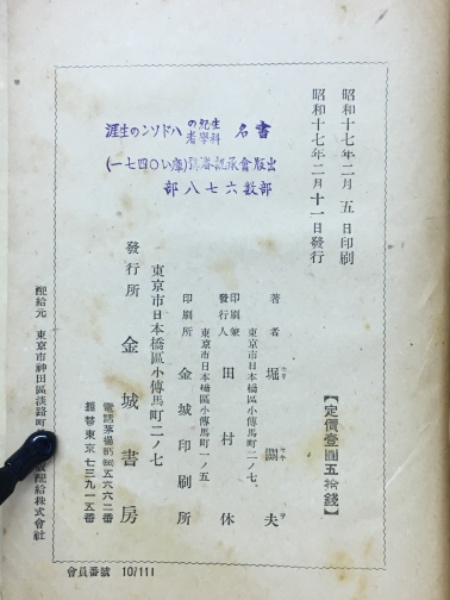 書名 の 科學者 ハドソンの生涯
出版會承認番號 〇四七一)
部數六七八部
昭和十七年二月五日印刷
昭和十七年二月十一日發行
【定價壹圓五拾錢】
著者 堀 夫
東京市日本橋區小傳馬町二ノ七
印刷兼發行人 田村 休
東京市日本橋區小傳馬町一ノ五
印刷所 金城印刷所
東京市日本橋區小傳馬町二ノ七
發行所 金城書房
電話茅場町 五六六二番
振替東京七三九一五番
配給元 東京市神田區淡路町 配給株式會社
會員番號 107111